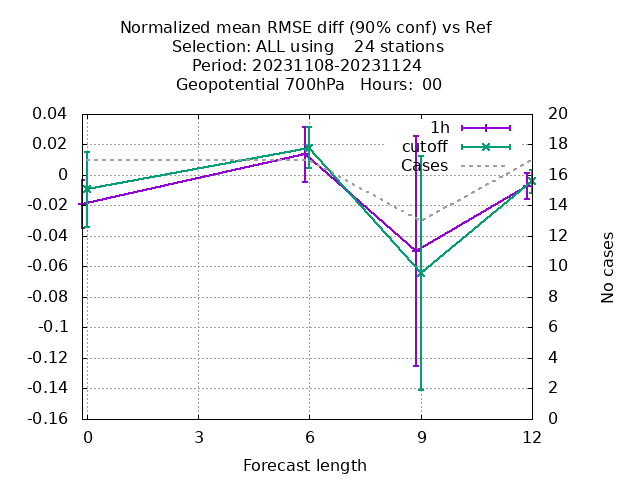 Normalized mean RMSE diff (90% conf) vs Ref
Selection: ALL using    24 stations
Period: 20231108-20231124
Geopotential 700hPa   Hours:  00
0.04
0.02
0
-0.02
-0.04
-0.06
-0.08
-0.1
-0.12
-0.14
-0.16
1h
cutoff
Cases
20
18
16
14
12
10
8
6
4
2
0
No cases
0 3 6 9 12
Forecast length